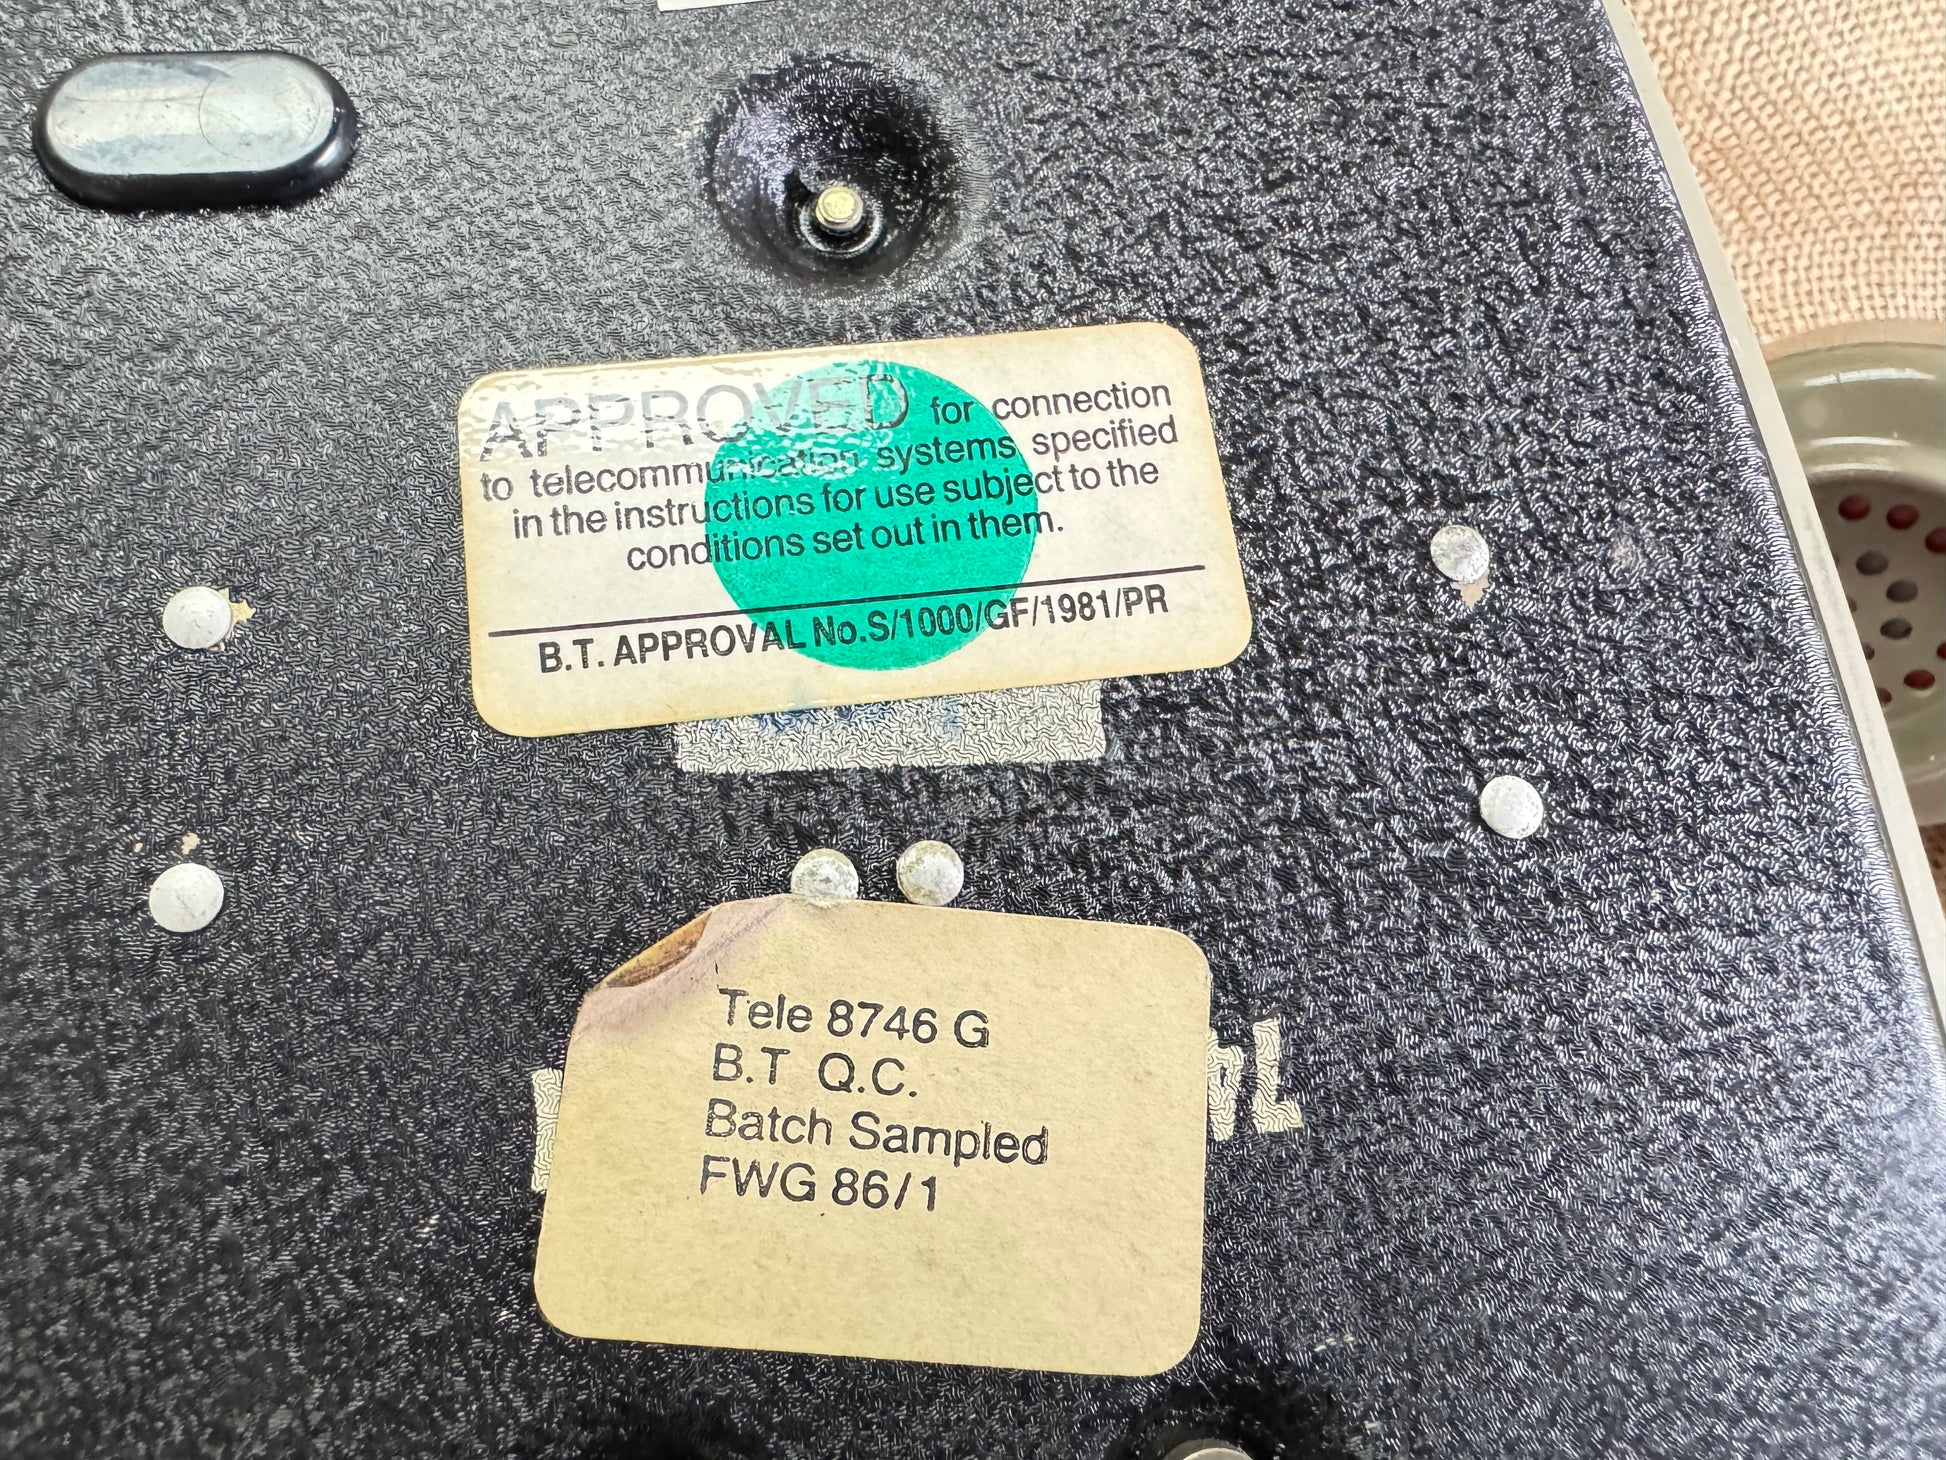 APPROVED for connection
to telecommunication systems specified
in the instructions for use subject to the
conditions set out in them.
B.T. APPROVAL No.S/1000/GF/1981/PR
Tele 8746 G
B.T Q.C.
Batch Sampled
FWG 86/1